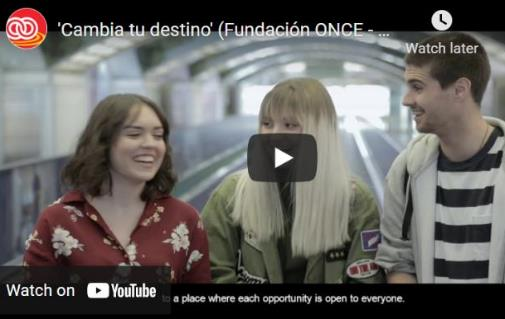 'Cambia tu destino' (Fundación ONCE - ...
Watch later
to a place where each opportunity is open to everyone.
Watch on YouTube